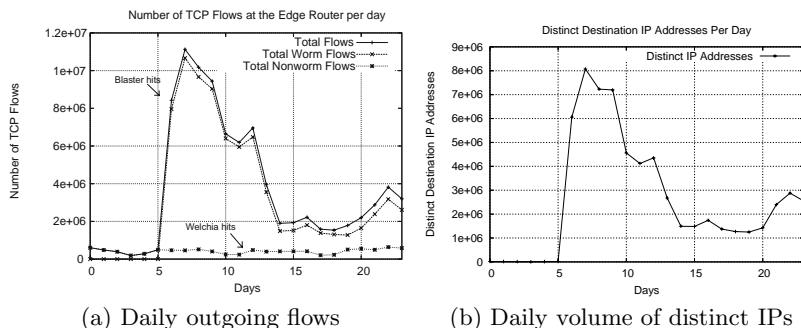 Number of TCP Flows at the Edge Router per day
1.2e+07
1e+07
8e+06
6e+06
4e+06
2e+06
0
Number of TCP Flows
Total Flows
Total Worm Flows
Total Nonworm Flows
Blaster hits
Welchia hits
0 5 10 15 20
Days
(a) Daily outgoing flows
Distinct Destination IP Addresses Per Day
9e+06
8e+06
7e+06
6e+06
5e+06
4e+06
3e+06
2e+06
1e+06
0
Distinct Destination IP Addresses
Distinct IP Addresses
0 5 10 15 20
Days
(b) Daily volume of distinct IPs